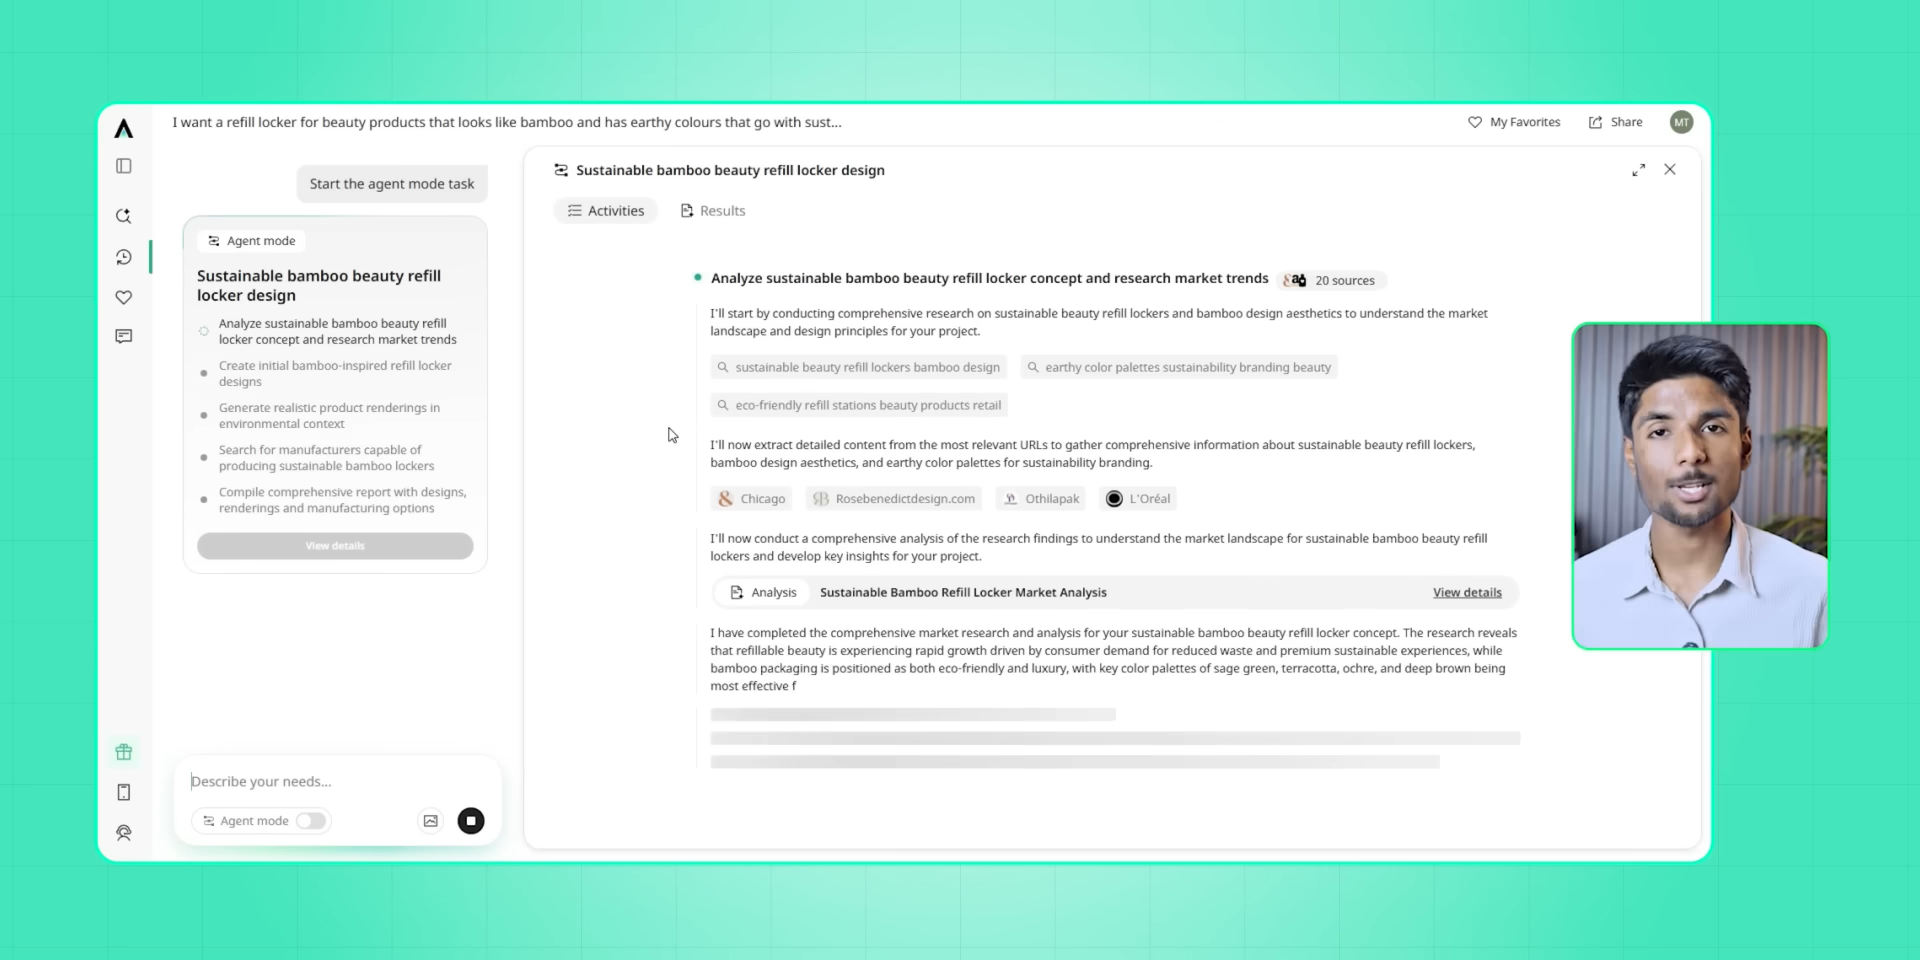 I want a refill locker for beauty products that looks like bamboo and has earthy colours that go with sust...
My Favorites
Share
MT
Start the agent mode task
Agent mode
Sustainable bamboo beauty refill
locker design
Analyze sustainable bamboo beauty refill
locker concept and research market trends
Create initial bamboo-inspired refill locker
designs
Generate realistic product renderings in
environmental context
Search for manufacturers capable of
producing sustainable bamboo lockers
Compile comprehensive report with designs,
renderings and manufacturing options
View details
Describe your needs...
Agent mode
Sustainable bamboo beauty refill locker design
Activities
Results
Analyze sustainable bamboo beauty refill locker concept and research market trends
20 sources
I'll start by conducting comprehensive research on sustainable beauty refill lockers and bamboo design aesthetics to understand the market
landscape and design principles for your project.
sustainable beauty refill lockers bamboo design
earthy color palettes sustainability branding beauty
eco-friendly refill stations beauty products retail
I'll now extract detailed content from the most relevant URLs to gather comprehensive information about sustainable beauty refill lockers,
bamboo design aesthetics, and earthy color palettes for sustainability branding.
Chicago
Rosebenedictdesign.com
Othilapak
L'Oréal
I'll now conduct a comprehensive analysis of the research findings to understand the market landscape for sustainable bamboo beauty refill
lockers and develop key insights for your project.
Analysis
Sustainable Bamboo Refill Locker Market Analysis
View details
I have completed the comprehensive market research and analysis for your sustainable bamboo beauty refill locker concept. The research reveals
that refillable beauty is experiencing rapid growth driven by consumer demand for reduced waste and premium sustainable experiences, while
bamboo packaging is positioned as both eco-friendly and luxury, with key color palettes of sage green, terracotta, ochre, and deep brown being
most effective f